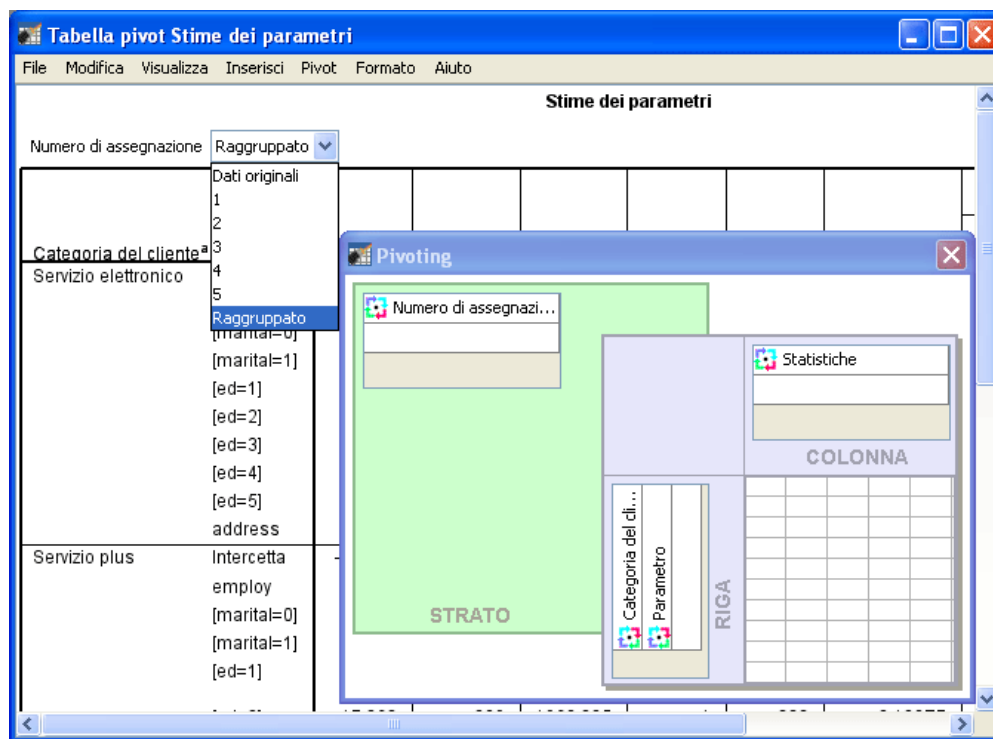 Tabella pivot Stime dei parametri
File Modifica Visualizza Inserisci Pivot Formato Aiuto
Stime dei parametri
Numero di assegnazione Raggruppato
Dati originali
1
2
3
4
5
Raggruppato
Categoria del cliente a
Servizio elettronico
[marital=0]
[marital=1]
[ed=1]
[ed=2]
[ed=3]
[ed=4]
[ed=5]
address
Servizio plus Intercetta
employ
[marital=0]
[marital=1]
[ed=1]
Pivoting
Numero di assegnazi...
STRATO
Statistiche
COLONNA
Categoria del cli...
Parametro
RIGA